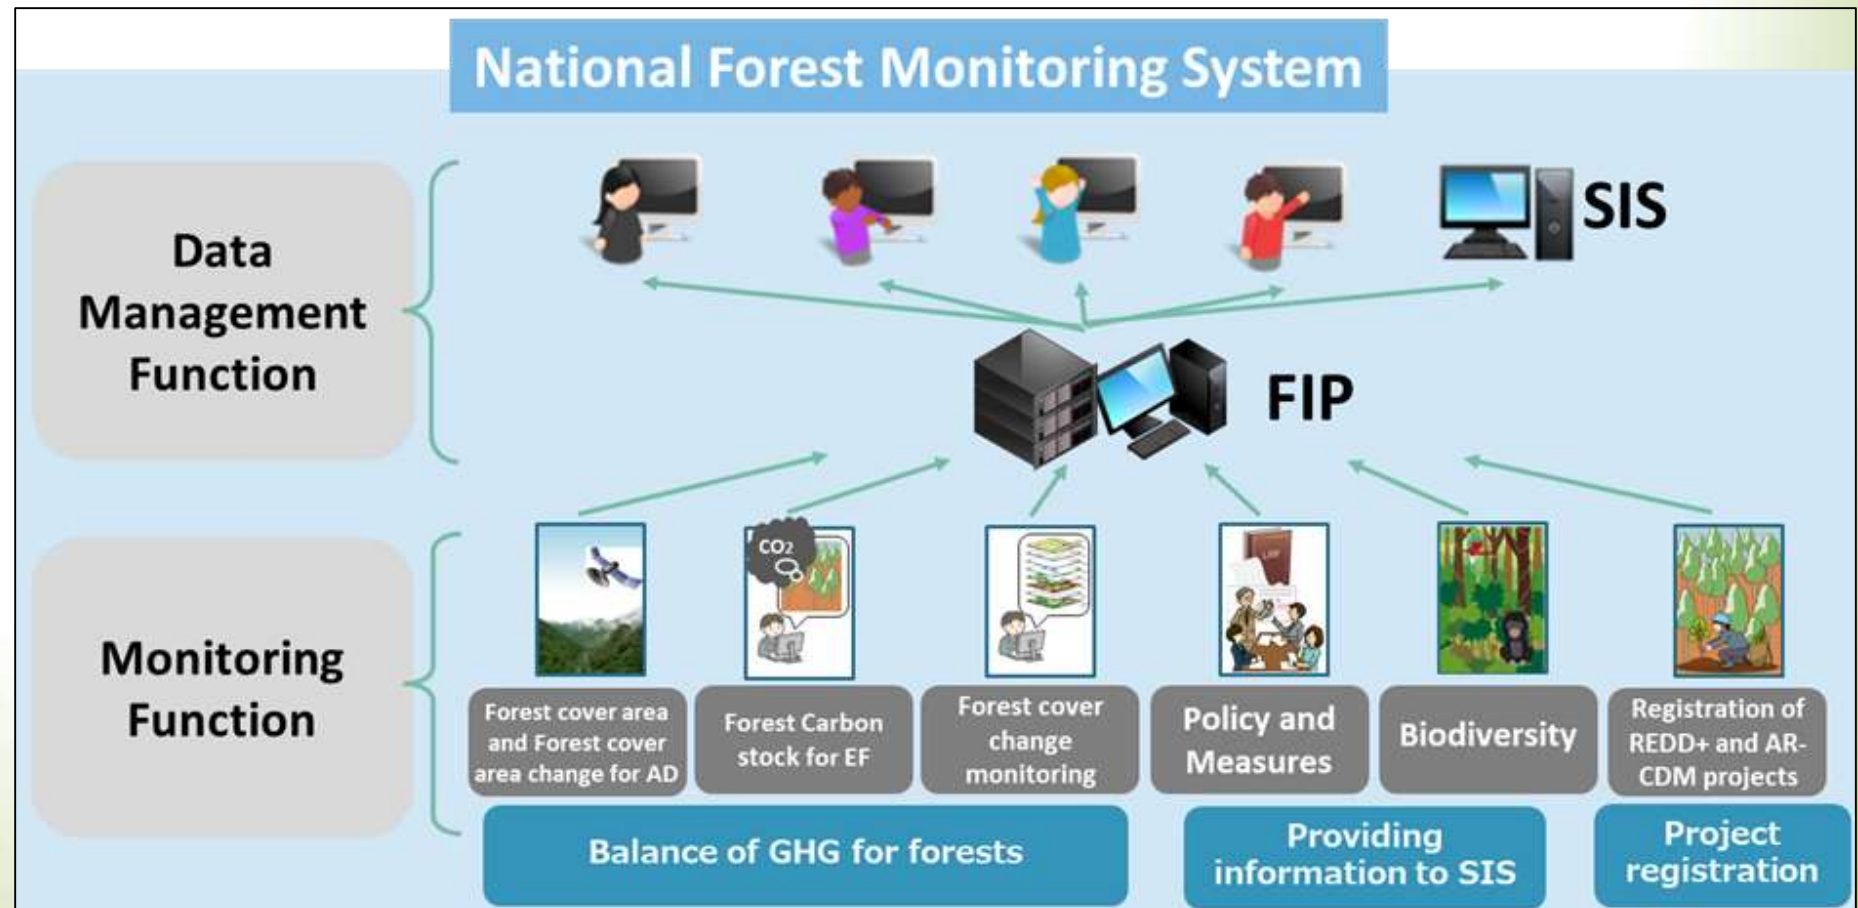 National Forest Monitoring System
Data
Management
Function
SIS
FIP
Monitoring
Function
CO2
LAW
Forest cover area
and Forest cover
area change for AD
Forest Carbon
stock for EF
Forest cover
change
monitoring
Policy and
Measures
Biodiversity
Registration of
REDD+ and AR-
CDM projects
Balance of GHG for forests
Providing
information to SIS
Project
registration